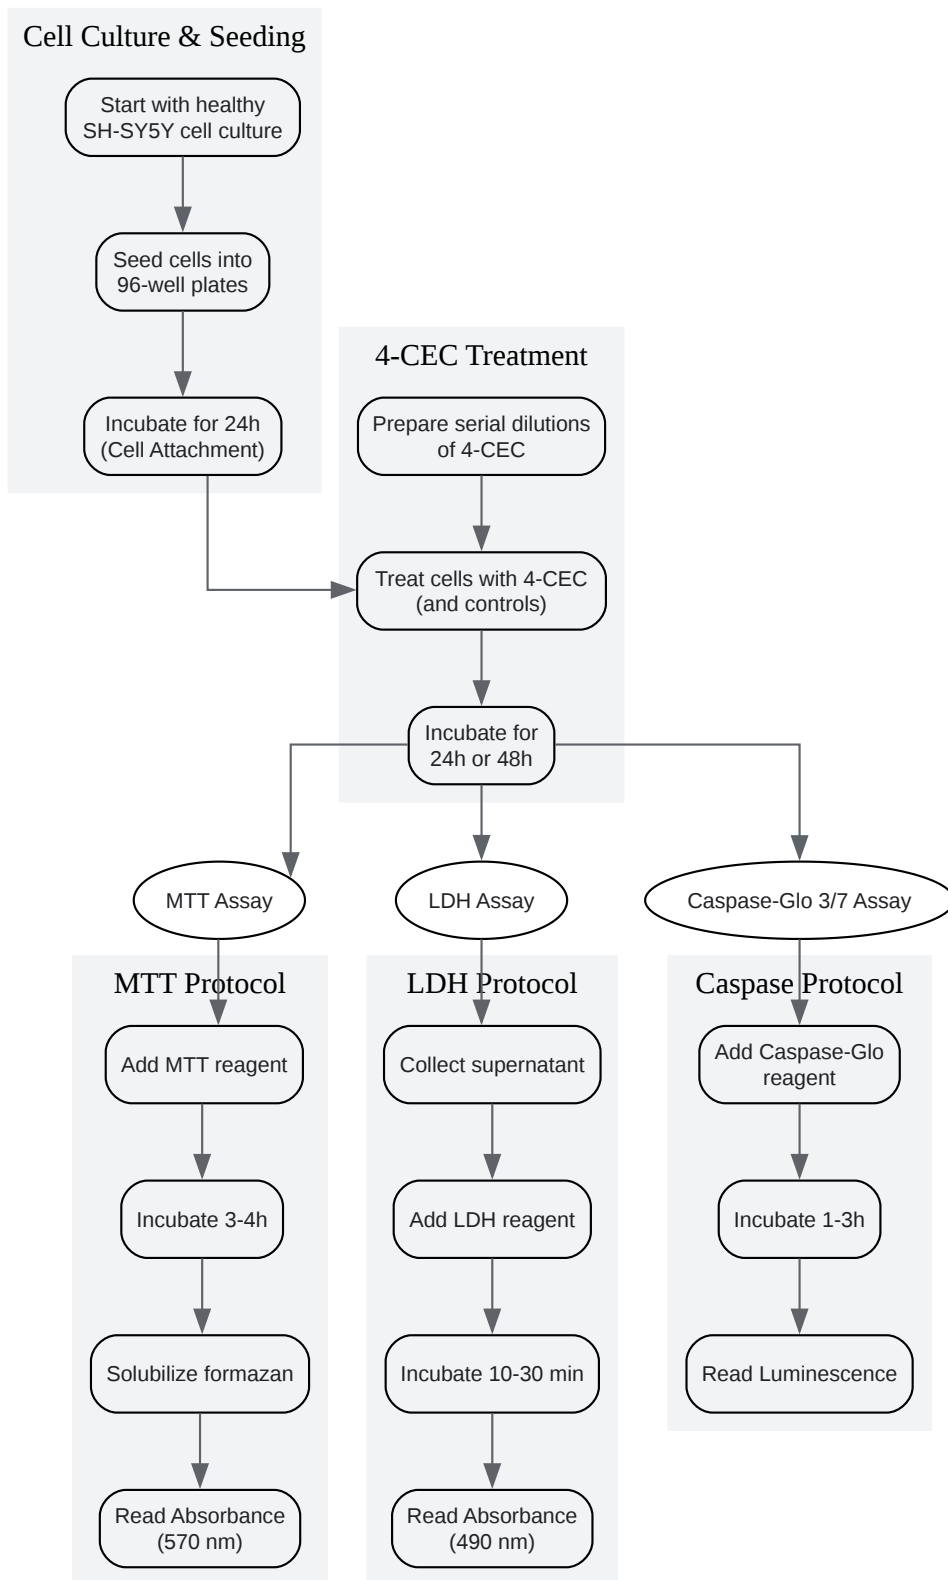 Cell Culture & Seeding
Start with healthy
SH-SY5Y cell culture
Seed cells into
96-well plates
Incubate for 24h
(Cell Attachment)
4-CEC Treatment
Prepare serial dilutions
of 4-CEC
Treat cells with 4-CEC
(and controls)
Incubate for
24h or 48h
MTT Assay
LDH Assay
Caspase-Glo 3/7 Assay
MTT Protocol
Add MTT reagent
Incubate 3-4h
Solubilize formazan
Read Absorbance
(570 nm)
LDH Protocol
Collect supernatant
Add LDH reagent
Incubate 10-30 min
Read Absorbance
(490 nm)
Caspase Protocol
Add Caspase-Glo
reagent
Incubate 1-3h
Read Luminescence